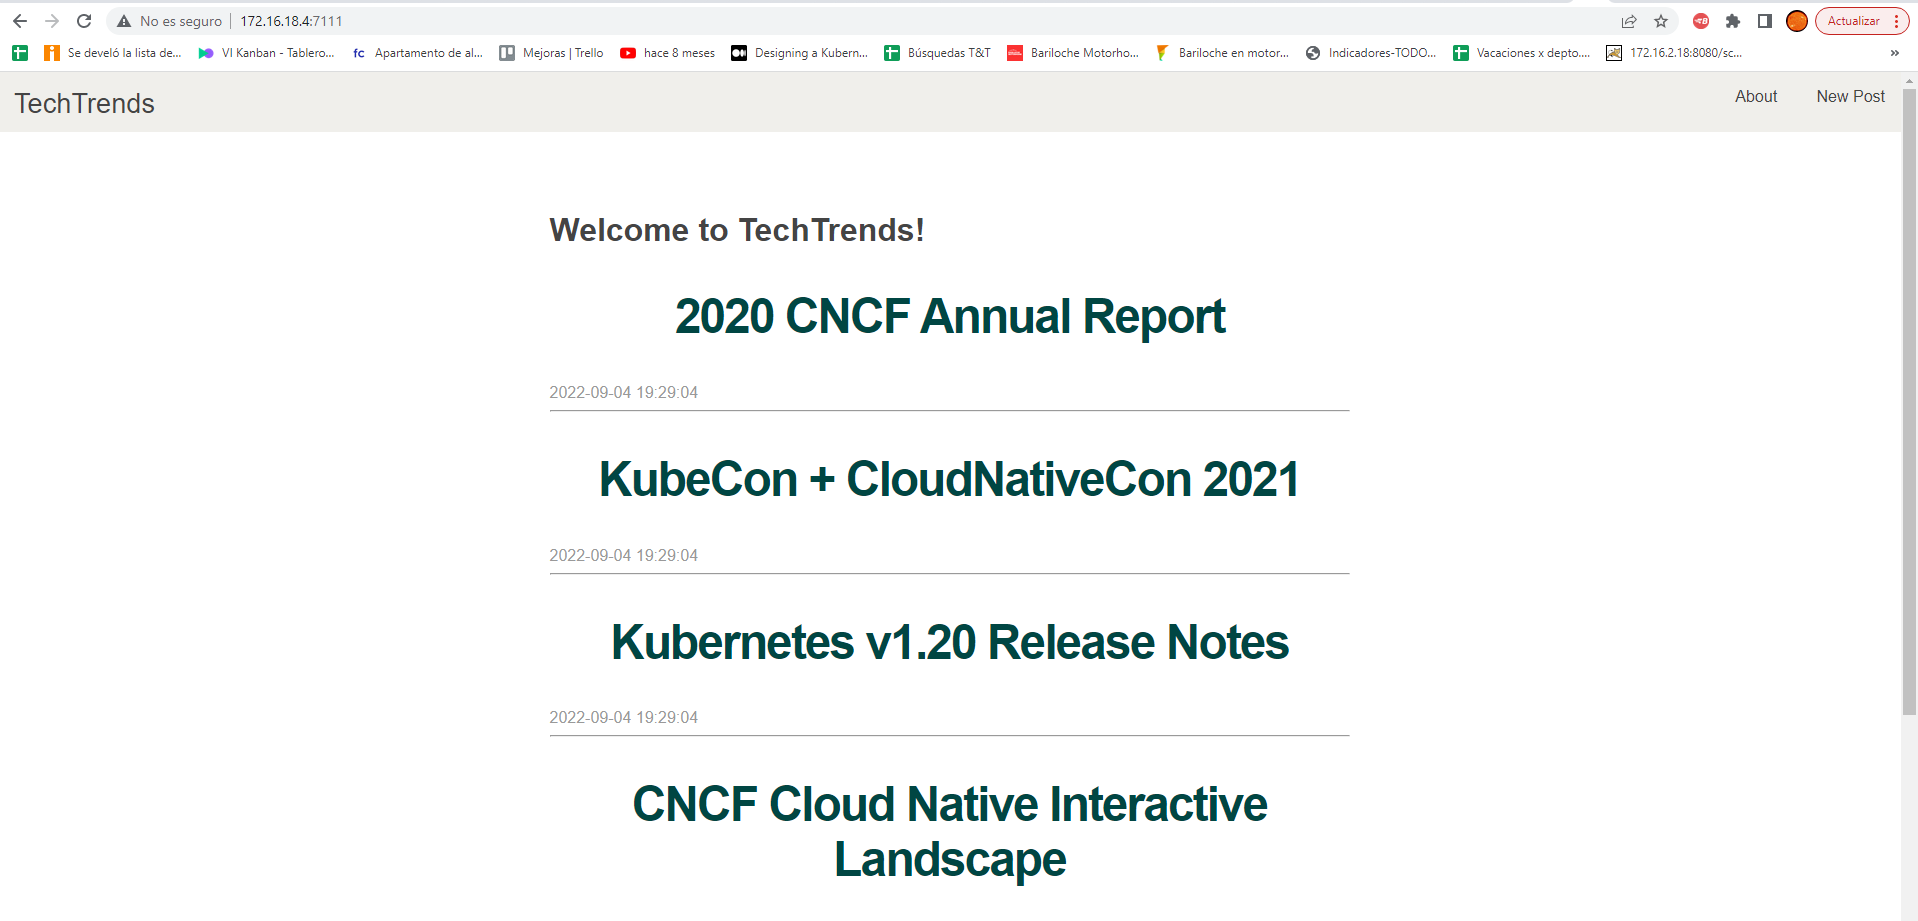 No es seguro | 172.16.18.4:7111 Actualizar
Se develó la lista de... VI Kanban - Tablero... fc Apartamento de al... Mejoras | Trello hace 8 meses Designing a Kubern... Búsquedas T&T Bariloche Motorho... Bariloche en motor... Indicadores-TODO... Vacaciones x depto.... 172.16.2.18:8080/sc... »
TechTrends About New Post
Welcome to TechTrends!
2020 CNCF Annual Report
2022-09-04 19:29:04
KubeCon + CloudNativeCon 2021
2022-09-04 19:29:04
Kubernetes v1.20 Release Notes
2022-09-04 19:29:04
CNCF Cloud Native Interactive
Landscape